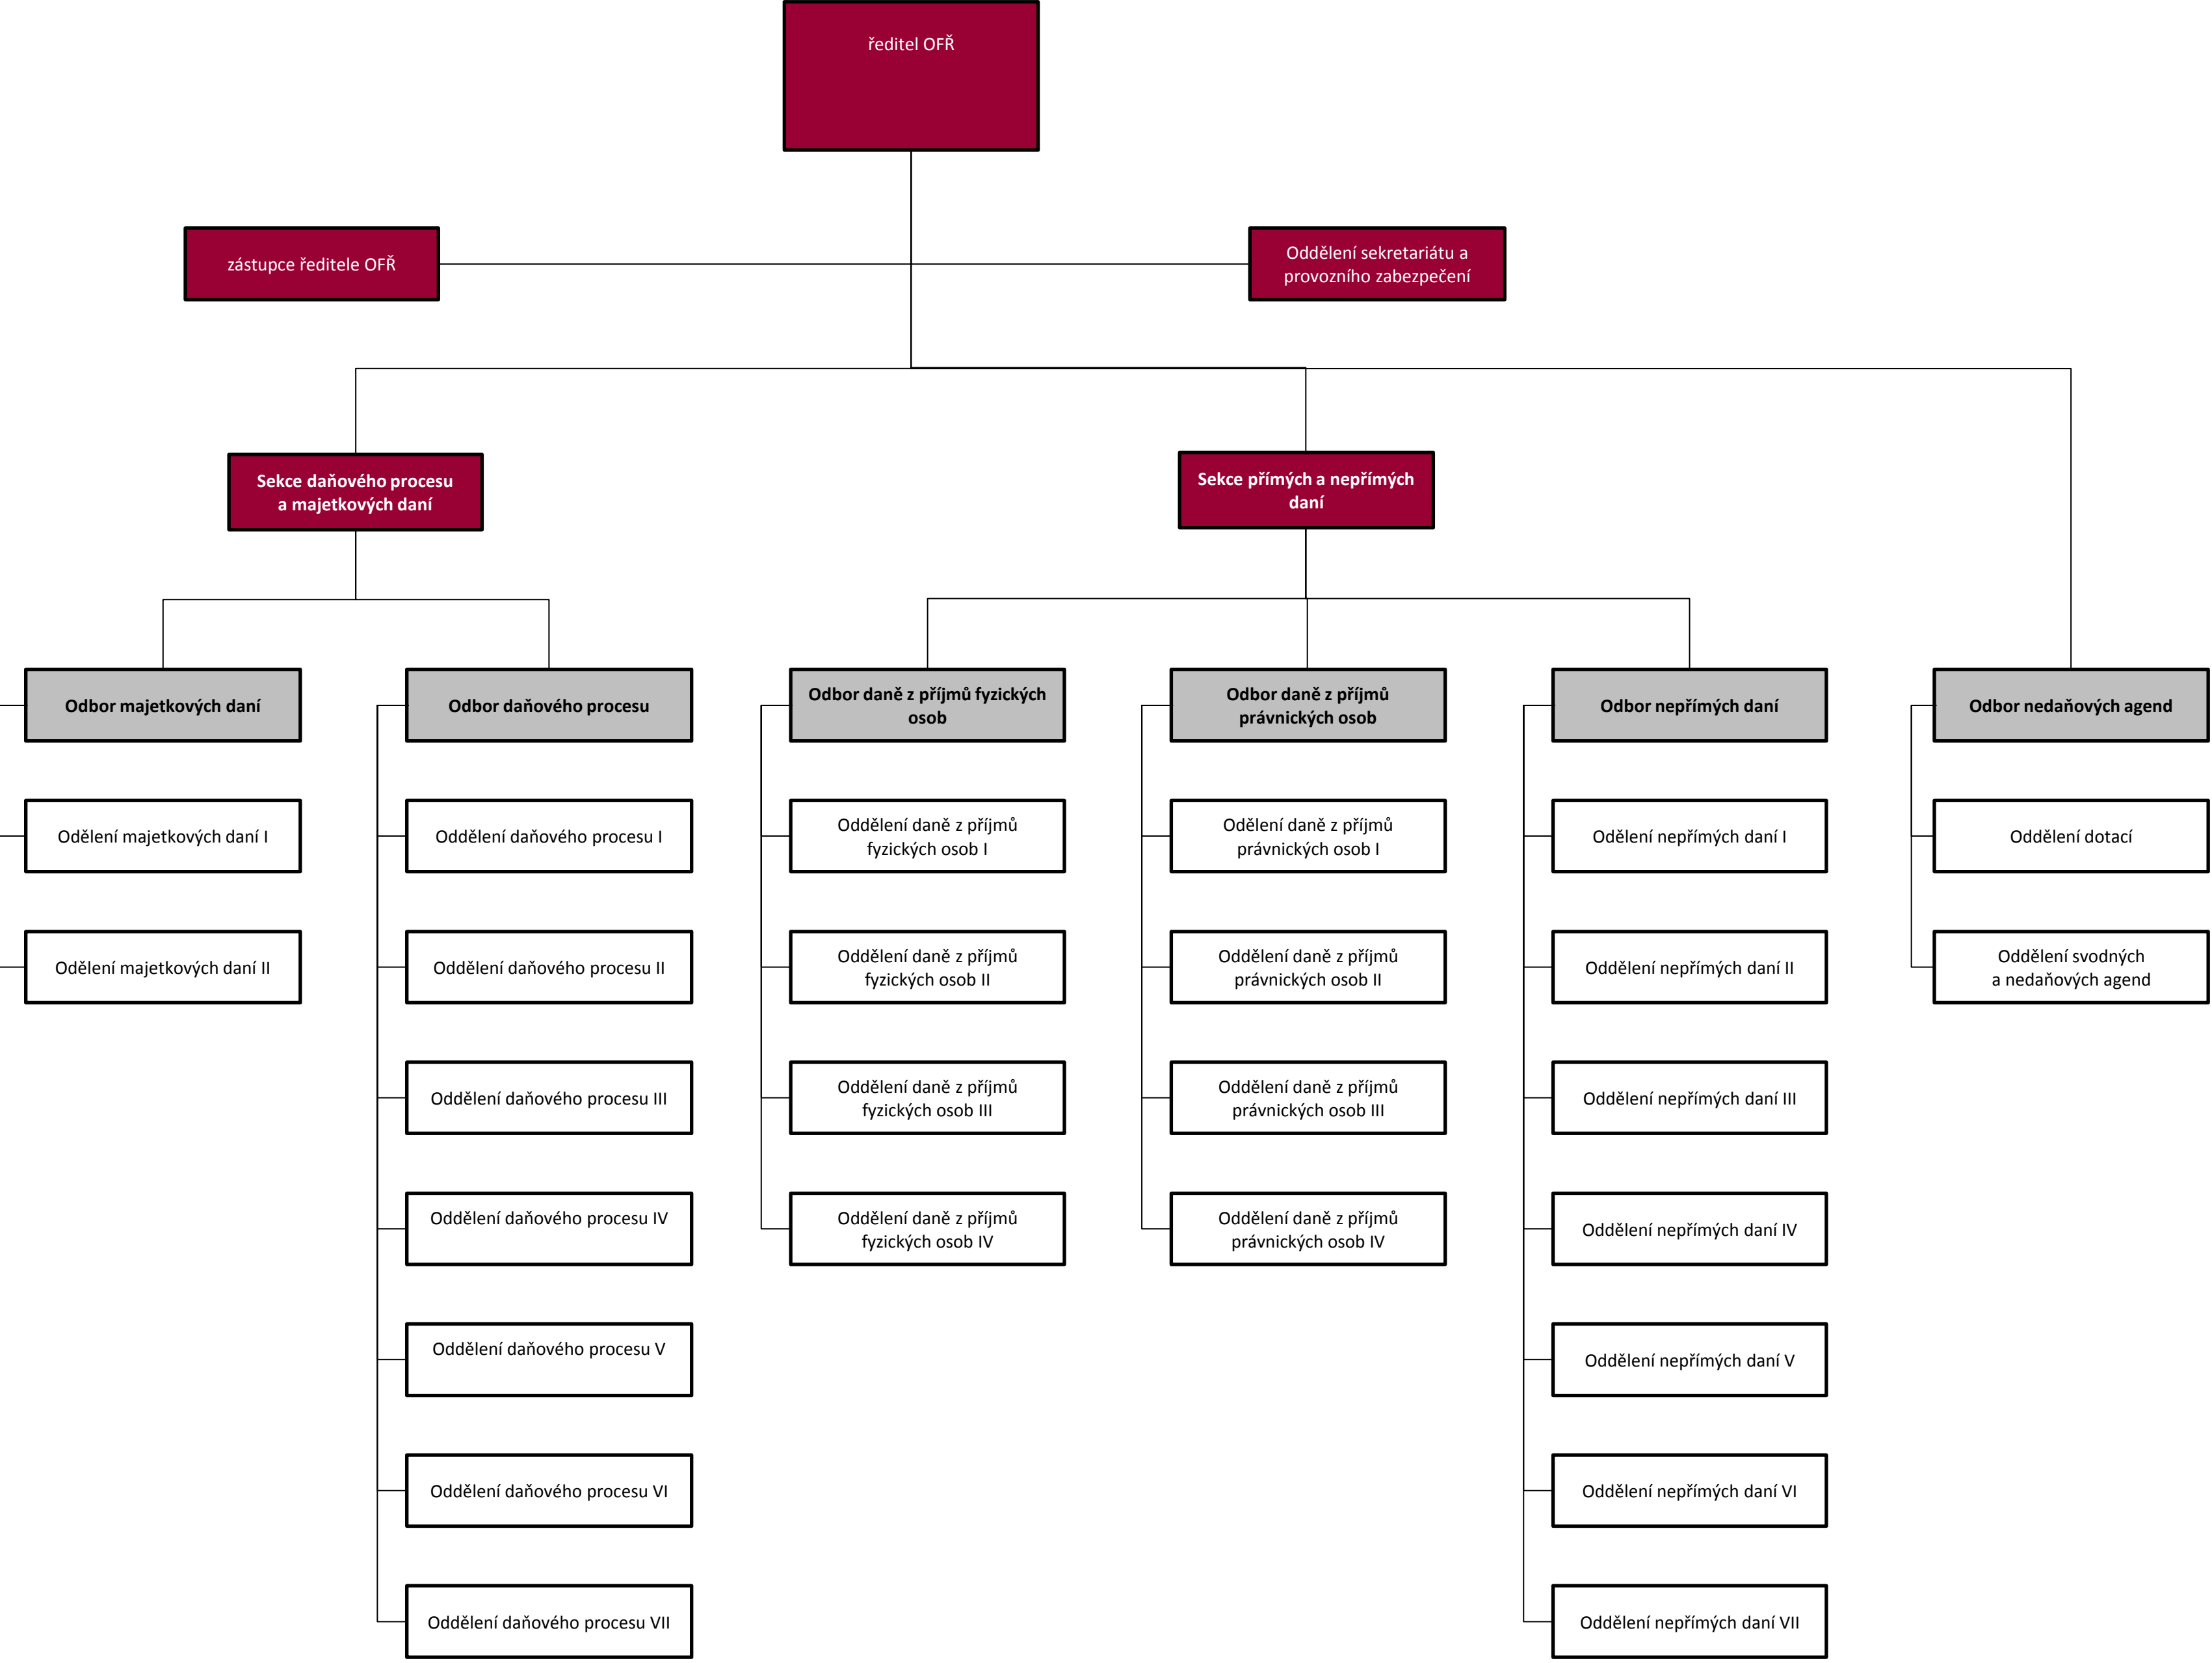 ředitel OFŘ
zástupce ředitele OFŘ
Oddělení sekretariátu a
provozního zabezpečení
Sekce daňového procesu
a majetkových daní
Sekce přímých a nepřímých
daní
Odbor majetkových daní
Odbor daňového procesu
Odbor daně z příjmů fyzických
osob
Odbor daně z příjmů
právnických osob
Odbor nepřímých daní
Odbor nedaňových agend
Odělení majetkových daní I
Oddělení daňového procesu I
Oddělení daně z příjmů
fyzických osob I
Odělení daně z příjmů
právnických osob I
Odělení nepřímých daní I
Oddělení dotací
Odělení majetkových daní II
Oddělení daňového procesu II
Oddělení daně z příjmů
fyzických osob II
Oddělení daně z příjmů
právnických osob II
Oddělení nepřímých daní II
Oddělení svodných
a nedaňových agend
Oddělení daňového procesu III
Oddělení daně z příjmů
fyzických osob III
Oddělení daně z příjmů
právnických osob III
Oddělení nepřímých daní III
Oddělení daňového procesu IV
Oddělení daně z příjmů
fyzických osob IV
Oddělení daně z příjmů
právnických osob IV
Oddělení nepřímých daní IV
Oddělení daňového procesu V
Oddělení nepřímých daní V
Oddělení daňového procesu VI
Oddělení nepřímých daní VI
Oddělení daňového procesu VII
Oddělení nepřímých daní VII